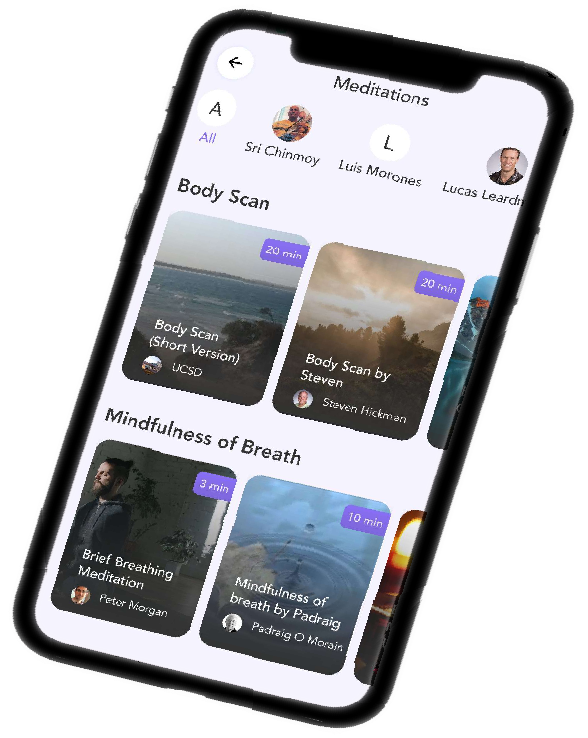 Meditations
A
All
Sri Chinmoy
L
Luis Morones
Lucas
Body Scan
20 min
Body Scan
(Short Version)
UCSD
20 min
Body Scan by
Steven
Steven Hickman
Mindfulness of Breath
3 min
Brief Breathing
Meditation
Peter Morgan
10 min
Mindfulness of
breath by Padraig
Padraig O Morain